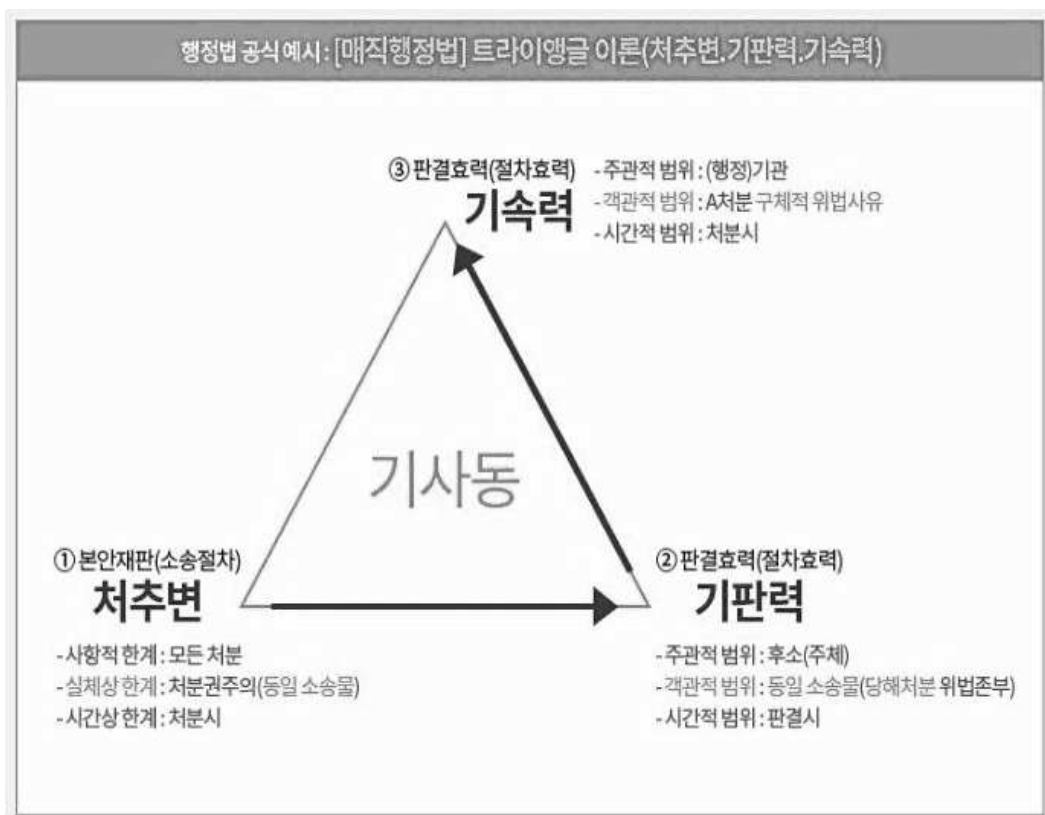 행정법 공식 예시 : [매직행정법] 트라이앵글 이론(처추변.기판력.기속력)
③ 판결효력(절차효력)
기속력
- 주관적 범위 : (행정)기관
- 객관적 범위 : A처분 구체적 위법사유
- 시간적 범위 : 처분시
기사동
① 본안재판(소송절차)
처추변
- 사항적 한계 : 모든 처분
- 실체상 한계 : 처분권주의(동일 소송물)
- 시간상 한계 : 처분시
② 판결효력(절차효력)
기판력
- 주관적 범위 : 후소(주체)
- 객관적 범위 : 동일 소송물(당해처분 위법존부)
- 시간적 범위 : 판결시